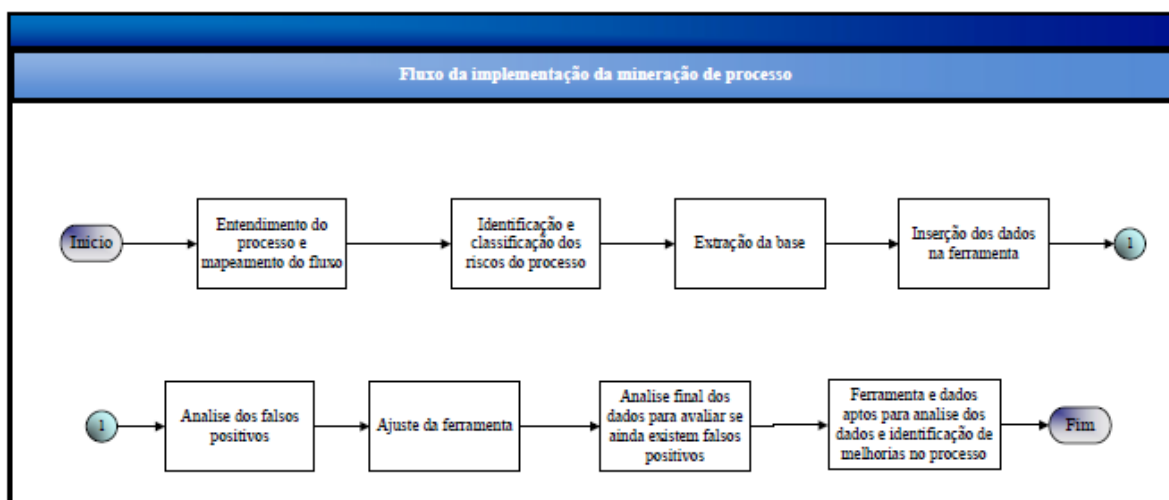 Fluxo da implementação da mineração de processo
Início
Entendimento do
processo e
mapeamento do fluxo
Identificação e
classificação dos
riscos do processo
Extração da base
Inserção dos dados
na ferramenta
1
1
Analise dos falsos
positivos
Ajuste da ferramenta
Analise final dos
dados para avaliar se
ainda existem falsos
positivos
Ferramenta e dados
aptos para analise dos
dados e identificação de
melhorias no processo
Fim